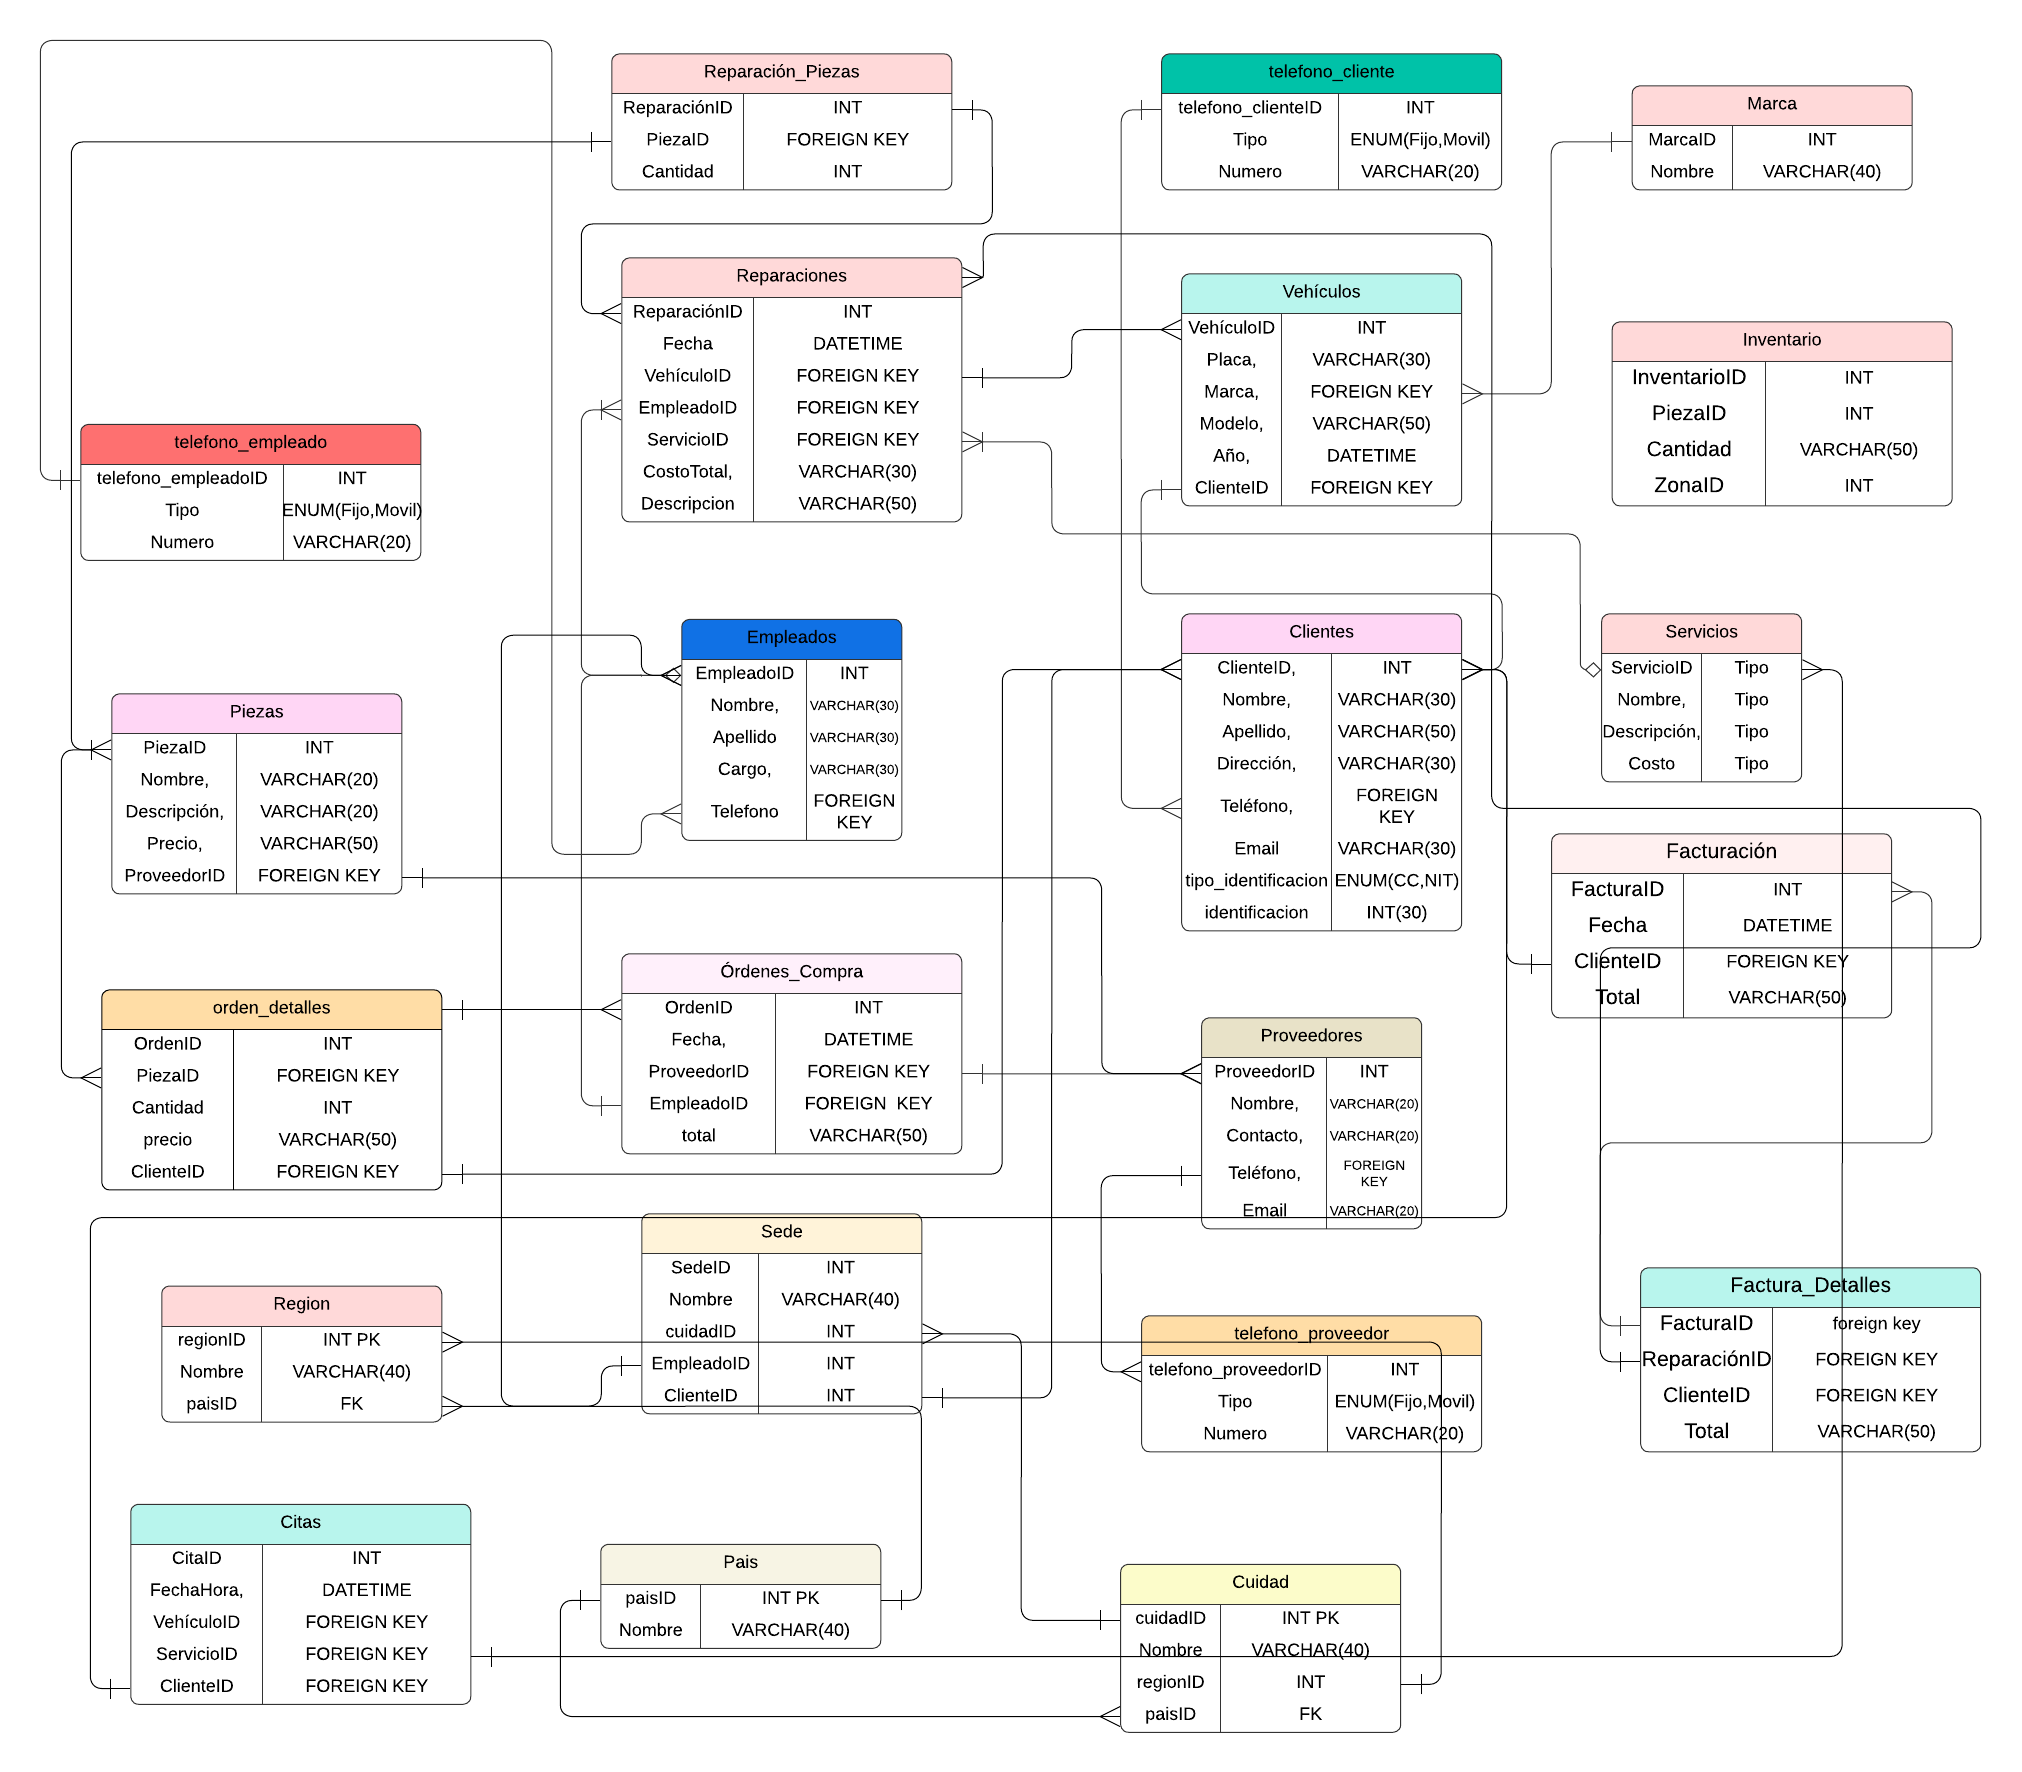 Reparación_Piezas
ReparaciónID INT
PiezaID FOREIGN KEY
Cantidad INT
telefono_cliente
telefono_clienteID INT
Tipo ENUM(Fijo,Movil)
Numero VARCHAR(20)
Marca
MarcaID INT
Nombre VARCHAR(40)
Reparaciones
ReparaciónID INT
Fecha DATETIME
VehículoID FOREIGN KEY
EmpleadoID FOREIGN KEY
ServicioID FOREIGN KEY
CostoTotal, VARCHAR(30)
Descripcion VARCHAR(50)
Vehículos
VehículoID INT
Placa, VARCHAR(30)
Marca, FOREIGN KEY
Modelo, VARCHAR(50)
Año, DATETIME
ClienteID FOREIGN KEY
Inventario
InventarioID INT
PiezaID INT
Cantidad VARCHAR(50)
ZonaID INT
telefono_empleado
telefono_empleadoID INT
Tipo ENUM(Fijo,Movil)
Numero VARCHAR(20)
Empleados
EmpleadoID INT
Nombre, VARCHAR(30)
Apellido VARCHAR(30)
Cargo, VARCHAR(30)
Telefono FOREIGN
KEY
Clientes
ClienteID, INT
Nombre, VARCHAR(30)
Apellido, VARCHAR(50)
Dirección, VARCHAR(30)
Teléfono, FOREIGN
KEY
Email VARCHAR(30)
tipo_identificacion ENUM(CC,NIT)
identificacion INT(30)
Servicios
ServicioID Tipo
Nombre, Tipo
Descripción, Tipo
Costo Tipo
Piezas
PiezaID INT
Nombre, VARCHAR(20)
Descripción, VARCHAR(20)
Precio, VARCHAR(50)
ProveedorID FOREIGN KEY
Facturación
FacturaID INT
Fecha DATETIME
ClienteID FOREIGN KEY
Total VARCHAR(50)
Órdenes_Compra
OrdenID INT
Fecha, DATETIME
ProveedorID FOREIGN KEY
EmpleadoID FOREIGN  KEY
total VARCHAR(50)
orden_detalles
OrdenID INT
PiezaID FOREIGN KEY
Cantidad INT
precio VARCHAR(50)
ClienteID FOREIGN KEY
Proveedores
ProveedorID INT
Nombre, VARCHAR(20)
Contacto, VARCHAR(20)
Teléfono, FOREIGN
KEY
Email VARCHAR(20)
Sede
SedeID INT
Nombre VARCHAR(40)
cuidadID INT
EmpleadoID INT
ClienteID INT
Region
regionID INT PK
Nombre VARCHAR(40)
paisID FK
telefono_proveedor
telefono_proveedorID INT
Tipo ENUM(Fijo,Movil)
Numero VARCHAR(20)
Factura_Detalles
FacturaID foreign key
ReparaciónID FOREIGN KEY
ClienteID FOREIGN KEY
Total VARCHAR(50)
Citas
CitaID INT
FechaHora, DATETIME
VehículoID FOREIGN KEY
ServicioID FOREIGN KEY
ClienteID FOREIGN KEY
Pais
paisID INT PK
Nombre VARCHAR(40)
Cuidad
cuidadID INT PK
Nombre VARCHAR(40)
regionID INT
paisID FK